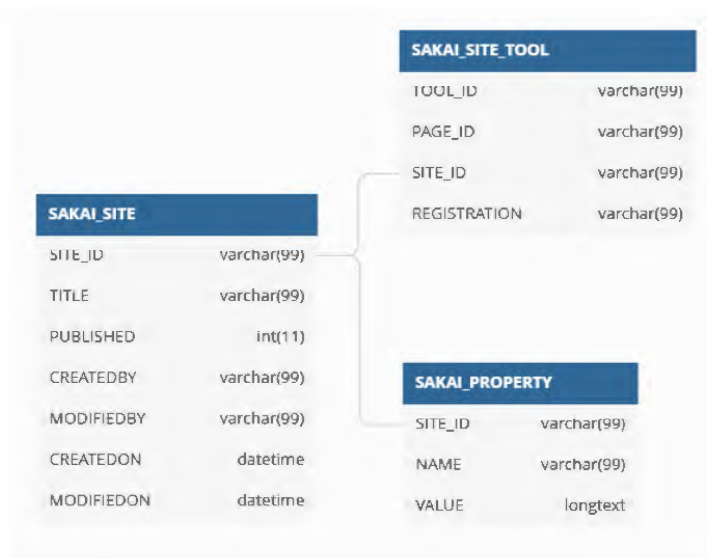 SAKAI_SITE_TOOL
TOOL_ID varchar(99)
PAGE_ID varchar(99)
SITE_ID varchar(99)
REGISTRATION varchar(99)
SAKAI_SITE
SITE_ID varchar(99)
TITLE varchar(99)
PUBLISHED int(11)
CREATEDBY varchar(99)
MODIFIEDBY varchar(99)
CREATEDON datetime
MODIFIEDON datetime
SAKAI_PROPERTY
SITE_ID varchar(99)
NAME varchar(99)
VALUE longtext